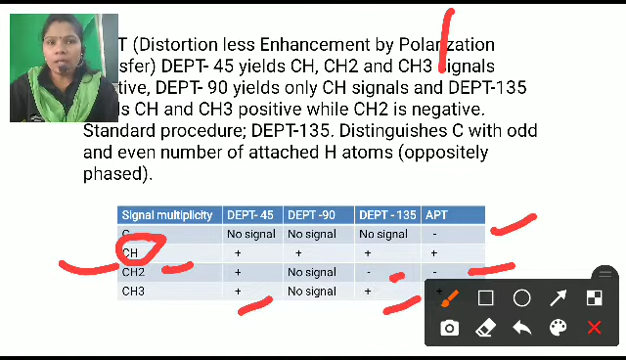 T (Distortion less Enhancement by Polarization
sfer) DEPT- 45 yields CH, CH2 and CH3 signals
tive, DEPT- 90 yields only CH signals and DEPT-135
s CH and CH3 positive while CH2 is negative.
Standard procedure; DEPT-135. Distinguishes C with odd
and even number of attached H atoms (oppositely
phased).
Signal multiplicity DEPT- 45 DEPT -90 DEPT - 135 APT
C No signal No signal No signal -
CH + + + +
CH2 + No signal - -
CH3 + No signal + +